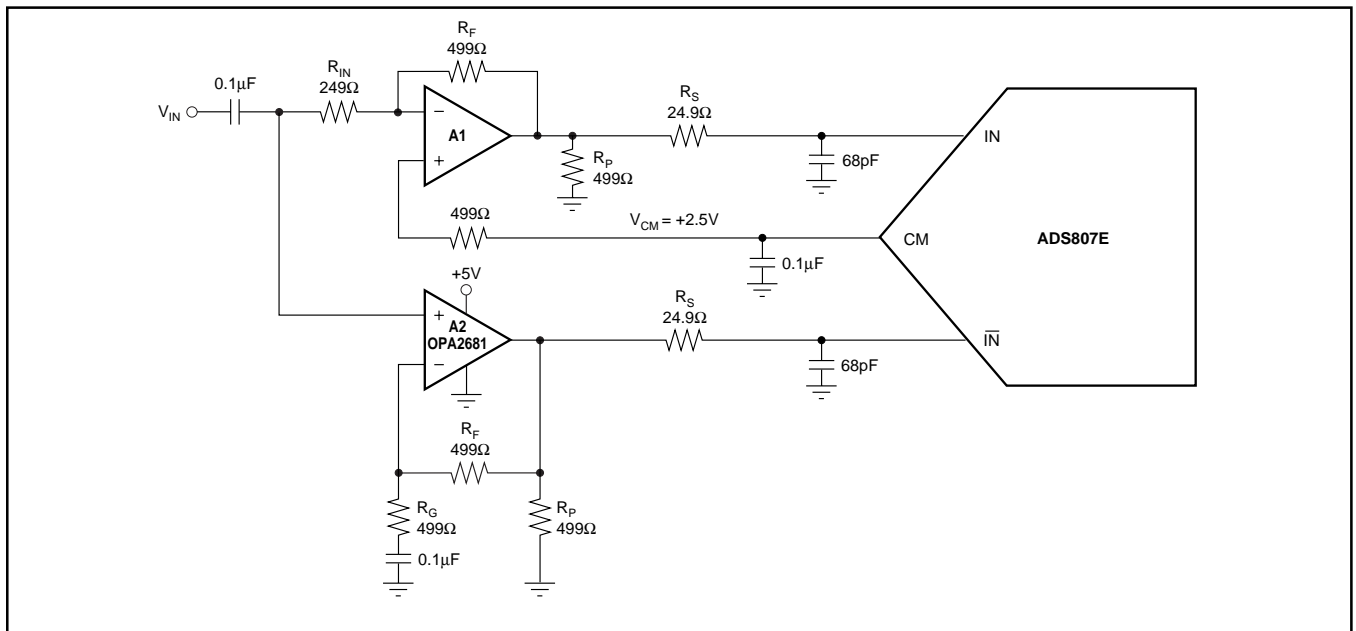 R_F
499Ω
R_IN
249Ω
0.1µF
V_IN
−
A1
+
R_S
24.9Ω
IN
R_P
499Ω
68pF
499Ω
V_CM = +2.5V
CM
ADS807E
0.1µF
+5V
+
A2
OPA2681
−
R_S
24.9Ω
I̅N̅
68pF
R_F
499Ω
R_G
499Ω
R_P
499Ω
0.1µF